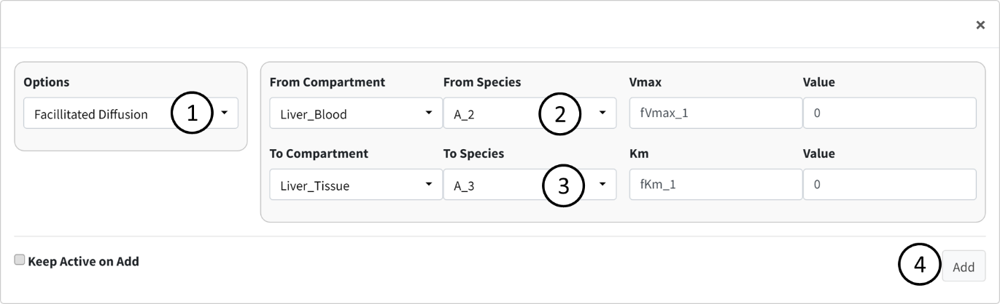 ×
Options From Compartment From Species Vmax Value
Facillitated Diffusion 1 Liver_Blood A_2 2 fVmax_1 0
To Compartment To Species Km Value
Liver_Tissue A_3 3 fKm_1 0
Keep Active on Add 4 Add